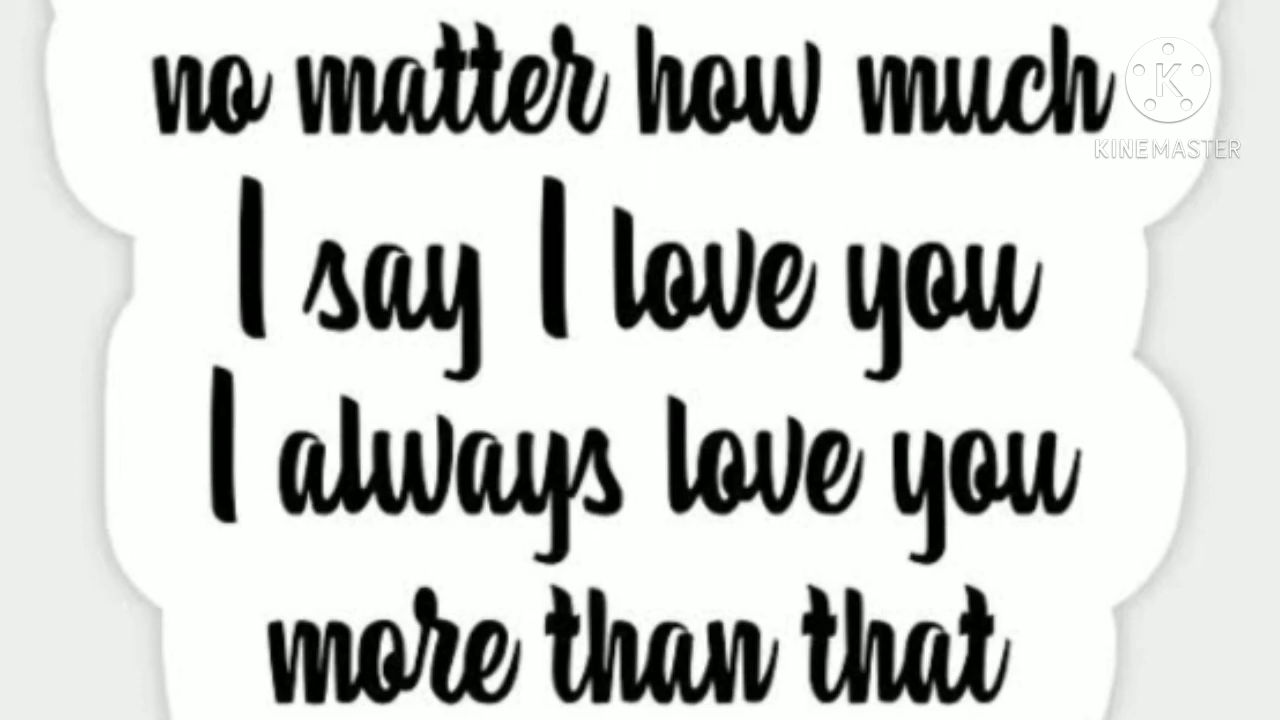 no matter how much
K
KINEMASTER
I say I love you
I always love you
more than that